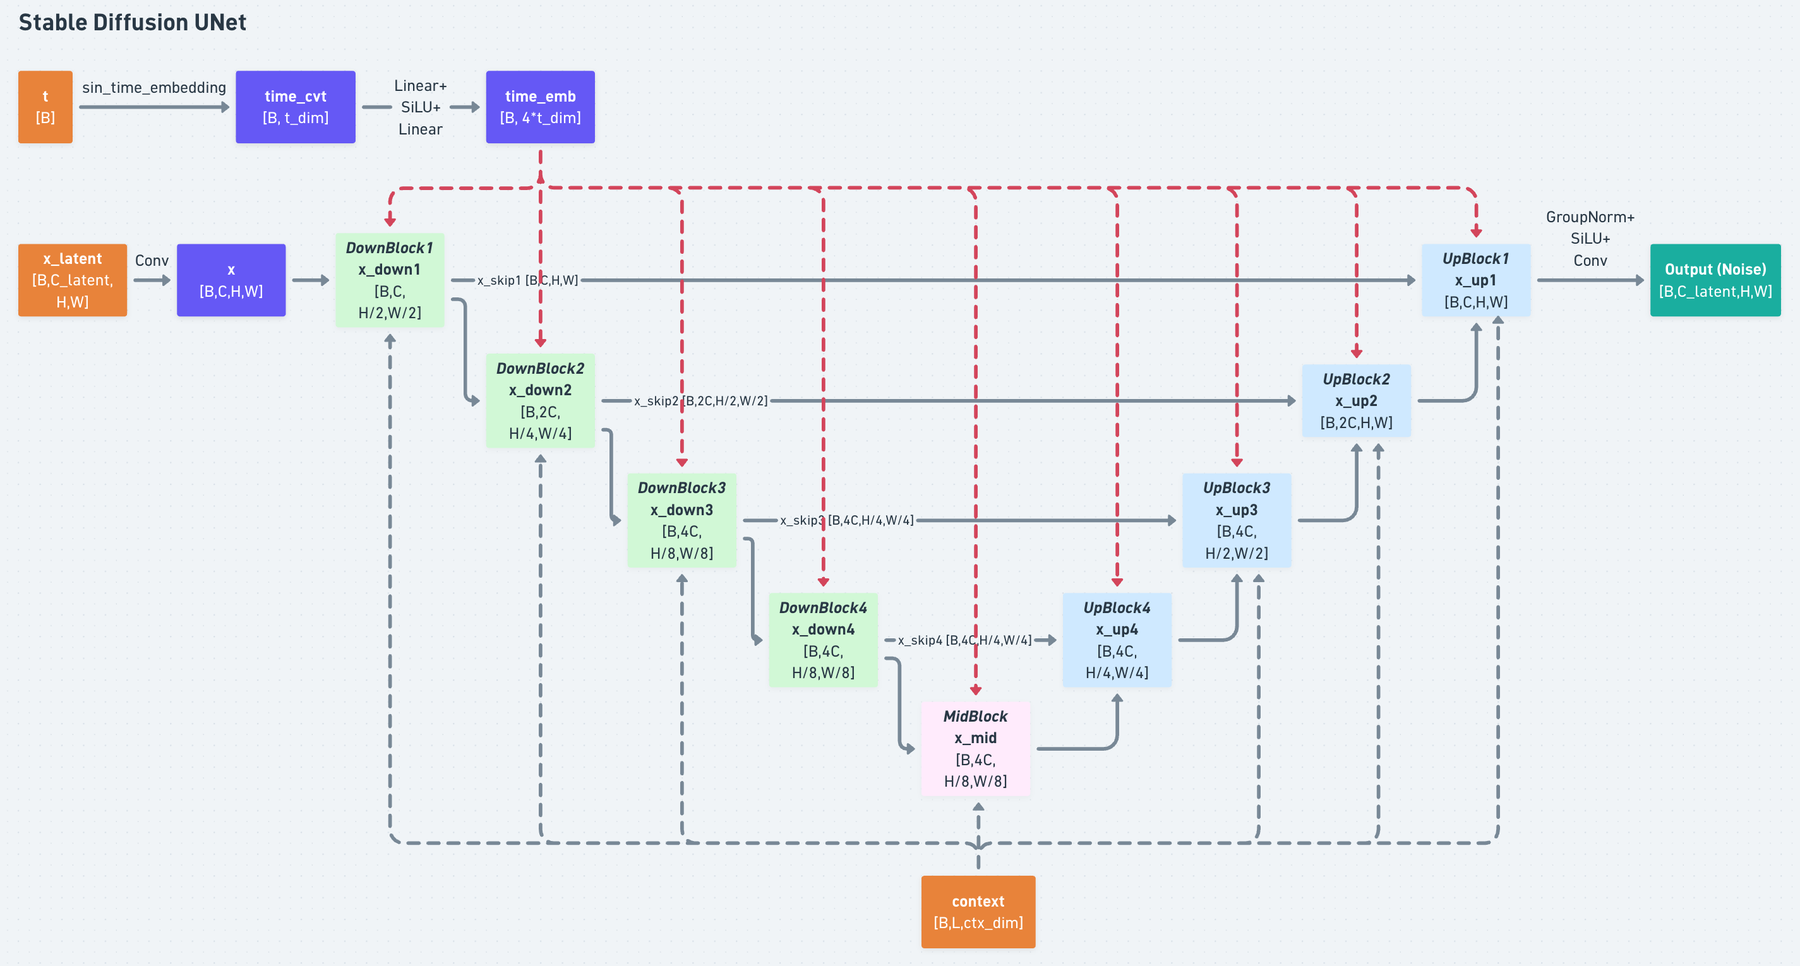 Stable Diffusion UNet
t
[B]
sin_time_embedding
time_cvt
[B, t_dim]
Linear+
SiLU+
Linear
time_emb
[B, 4*t_dim]
x_latent
[B,C_latent,
H,W]
Conv
x
[B,C,H,W]
DownBlock1
x_down1
[B,C,
H/2,W/2]
x_skip1 [B,C,H,W]
UpBlock1
x_up1
[B,C,H,W]
GroupNorm+
SiLU+
Conv
Output (Noise)
[B,C_latent,H,W]
DownBlock2
x_down2
[B,2C,
H/4,W/4]
x_skip2 [B,2C,H/2,W/2]
UpBlock2
x_up2
[B,2C,H,W]
DownBlock3
x_down3
[B,4C,
H/8,W/8]
x_skip3 [B,4C,H/4,W/4]
UpBlock3
x_up3
[B,4C,
H/2,W/2]
DownBlock4
x_down4
[B,4C,
H/8,W/8]
x_skip4 [B,4C,H/4,W/4]
UpBlock4
x_up4
[B,4C,
H/4,W/4]
MidBlock
x_mid
[B,4C,
H/8,W/8]
context
[B,L,ctx_dim]